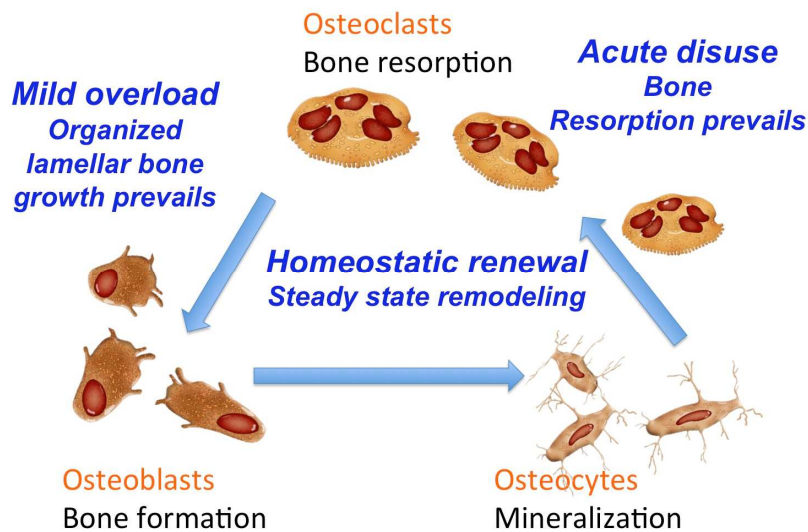 Osteoclasts
Bone resorption
Acute disuse
Bone
Resorption prevails
Mild overload
Organized
lamellar bone
growth prevails
Homeostatic renewal
Steady state remodeling
Osteoblasts
Bone formation
Osteocytes
Mineralization